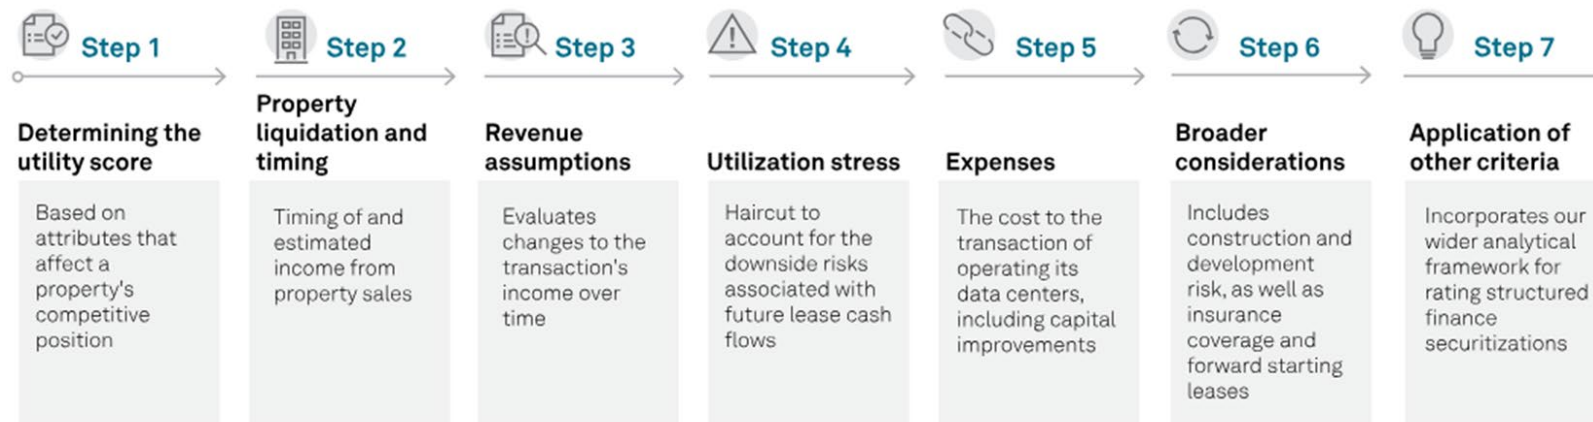 Step 1
Determining the
utility score
Based on
attributes that
affect a
property's
competitive
position
Step 2
Property
liquidation and
timing
Timing of and
estimated
income from
property sales
Step 3
Revenue
assumptions
Evaluates
changes to the
transaction's
income over
time
Step 4
Utilization stress
Haircut to
account for the
downside risks
associated with
future lease cash
flows
Step 5
Expenses
The cost to the
transaction of
operating its
data centers,
including capital
improvements
Step 6
Broader
considerations
Includes
construction and
development
risk, as well as
insurance
coverage and
forward starting
leases
Step 7
Application of
other criteria
Incorporates our
wider analytical
framework for
rating structured
finance
securitizations